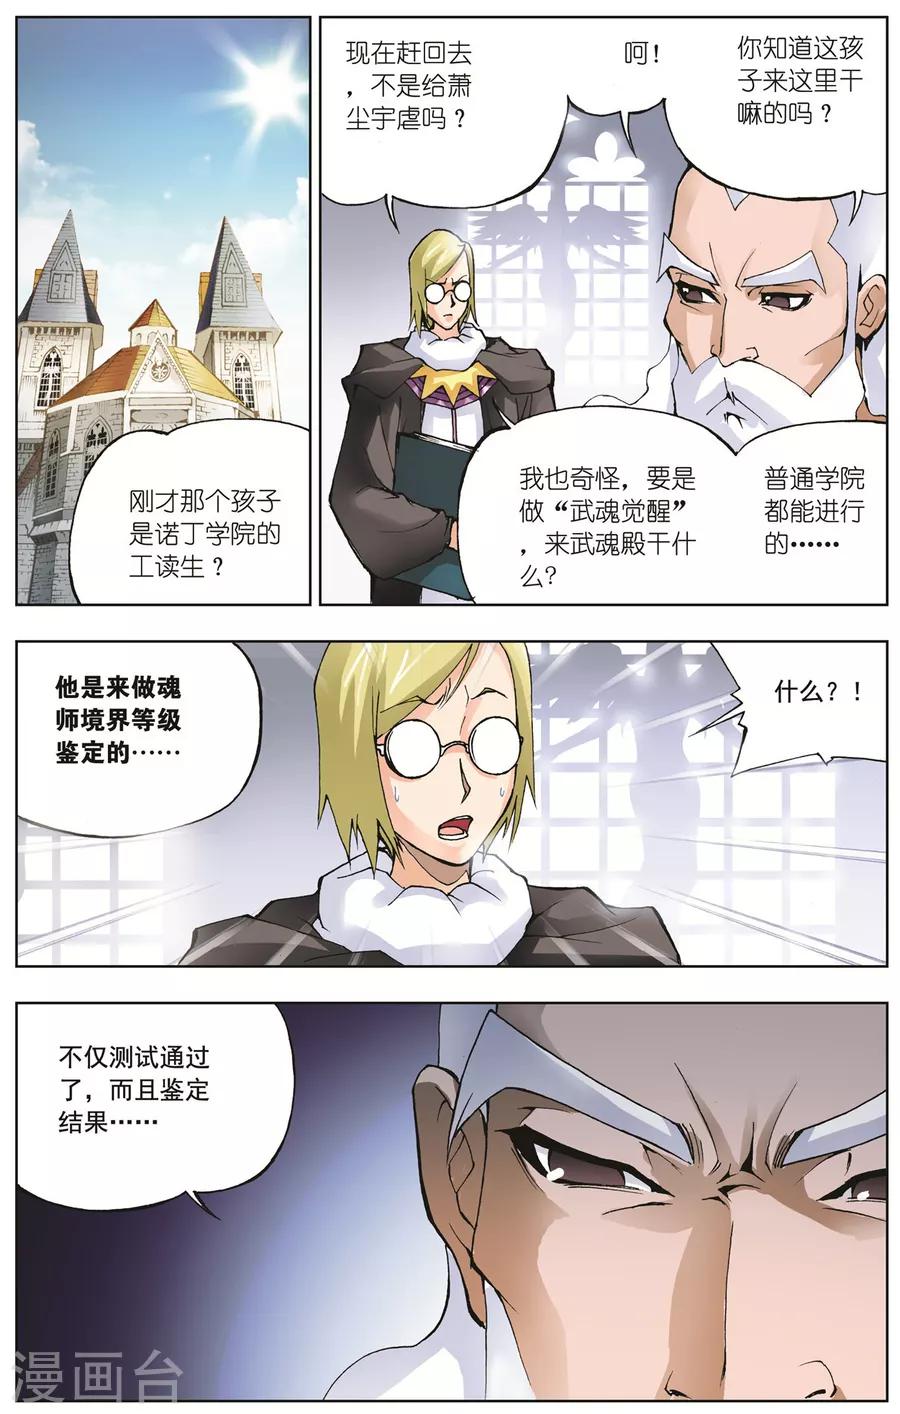 刚才那个孩子
是诺丁学院的
工读生？
现在赶回去
，不是给萧
尘宇虐吗？
呵！
你知道这孩
子来这里干
嘛的吗？
我也奇怪，要是
做“武魂觉醒”
，来武魂殿干什
么？
普通学院
都能进行
的……
他是来做魂
师境界等级
鉴定的……
什么？！
不仅测试通过
了，而且鉴定
结果……
漫画台